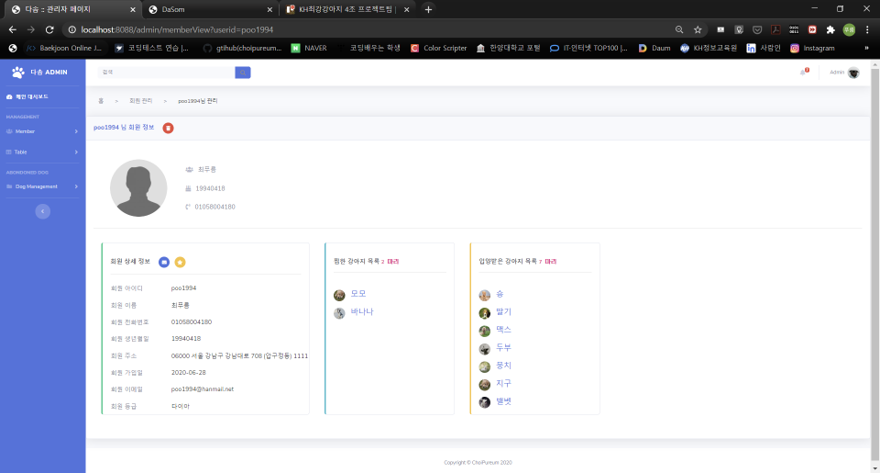 다솜 :: 관리자 페이지
DaSom
KH최강강아지 4조 프로젝트팀 |
localhost:8088/admin/memberView?userid=poo1994
Baekjoon Online J...
코딩테스트 연습 |...
gtlhub(choipureum...
NAVER
코딩배우는 학생
Color Scripter
한양대학교 포털
IT·인터넷 TOP100 |...
Daum
KH정보교육원
사람인
Instagram
다솜 ADMIN
검색
Admin
메인 대시보드
홈 > 회원 관리 > poo1994님 관리
MANAGEMENT
Member
Table
poo1994 님 회원 정보
ABONDONED DOG
Dog Management
최푸름
19940418
01058004180
회원 상세 정보
회원 아이디 poo1994
회원 이름 최푸름
회원 전화번호 01058004180
회원 생년월일 19940418
회원 주소 06000 서울 강남구 강남대로 708 (압구정동) 1111
회원 가입일 2020-06-28
회원 이메일 poo1994@hanmail.net
회원 등급 다이아
찜한 강아지 목록 2 마리
모모
바나나
입양받은 강아지 목록 7 마리
슝
딸기
맥스
두부
뭉치
지구
벨벳
Copyright © ChoiPureum 2020